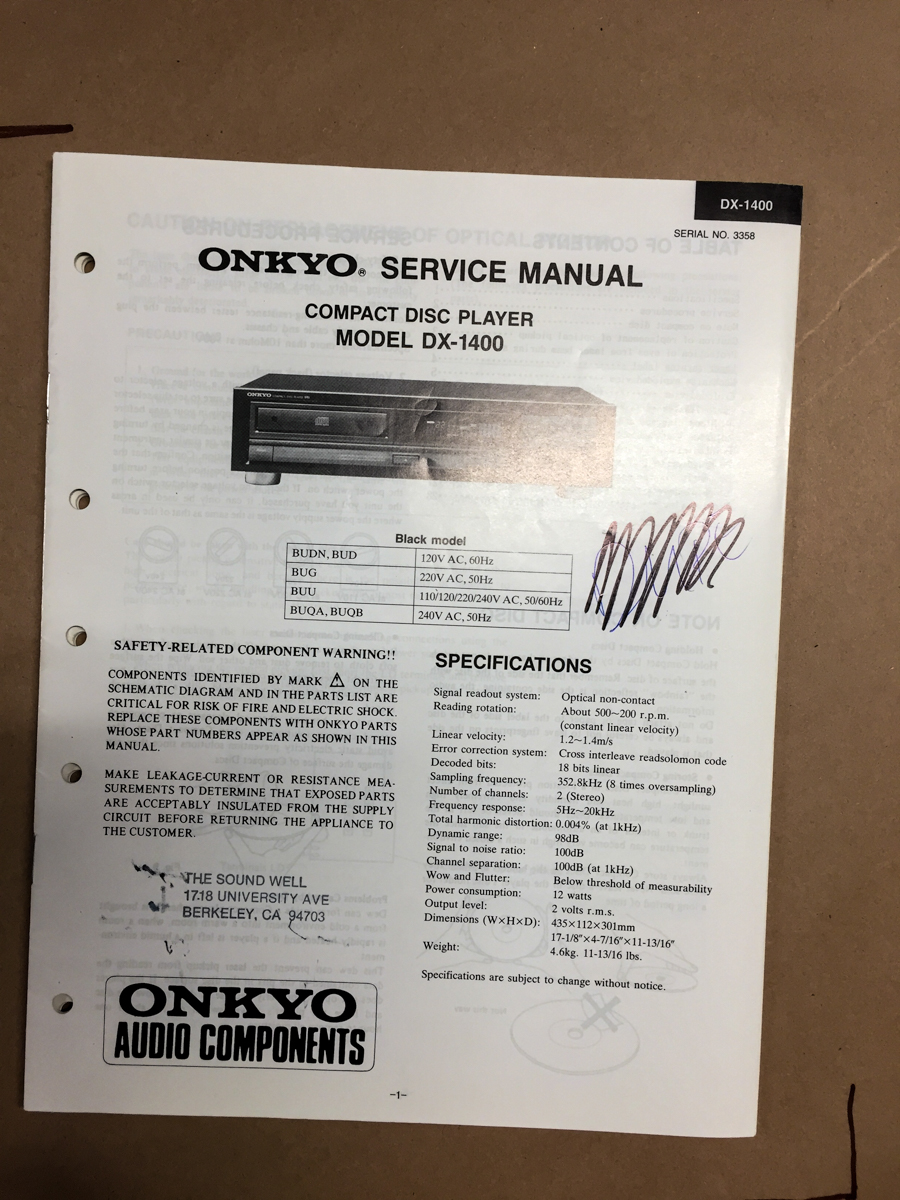 DX-1400
SERIAL NO. 3358
ONKYO® SERVICE MANUAL
COMPACT DISC PLAYER
MODEL DX-1400
ONKYO
Black model
BUDN, BUD 120V AC, 60Hz
BUG 220V AC, 50Hz
BUU 110/120/220/240V AC, 50/60Hz
BUQA, BUQB 240V AC, 50Hz
SAFETY-RELATED COMPONENT WARNING!!
COMPONENTS IDENTIFIED BY MARK ⚠ ON THE
SCHEMATIC DIAGRAM AND IN THE PARTS LIST ARE
CRITICAL FOR RISK OF FIRE AND ELECTRIC SHOCK.
REPLACE THESE COMPONENTS WITH ONKYO PARTS
WHOSE PART NUMBERS APPEAR AS SHOWN IN THIS
MANUAL.
MAKE LEAKAGE-CURRENT OR RESISTANCE MEA-
SUREMENTS TO DETERMINE THAT EXPOSED PARTS
ARE ACCEPTABLY INSULATED FROM THE SUPPLY
CIRCUIT BEFORE RETURNING THE APPLIANCE TO
THE CUSTOMER.
THE SOUND WELL
1718 UNIVERSITY AVE
BERKELEY, CA 94703
ONKYO
AUDIO COMPONENTS
SPECIFICATIONS
Signal readout system: Optical non-contact
Reading rotation: About 500~200 r.p.m.
(constant linear velocity)
Linear velocity: 1.2~1.4m/s
Error correction system: Cross interleave readsolomon code
Decoded bits: 18 bits linear
Sampling frequency: 352.8kHz (8 times oversampling)
Number of channels: 2 (Stereo)
Frequency response: 5Hz~20kHz
Total harmonic distortion: 0.004% (at 1kHz)
Dynamic range: 98dB
Signal to noise ratio: 100dB
Channel separation: 100dB (at 1kHz)
Wow and Flutter: Below threshold of measurability
Power consumption: 12 watts
Output level: 2 volts r.m.s.
Dimensions (W×H×D): 435×112×301mm
17-1/8"×4-7/16"×11-13/16"
Weight: 4.6kg. 11-13/16 lbs.
Specifications are subject to change without notice.
–1–